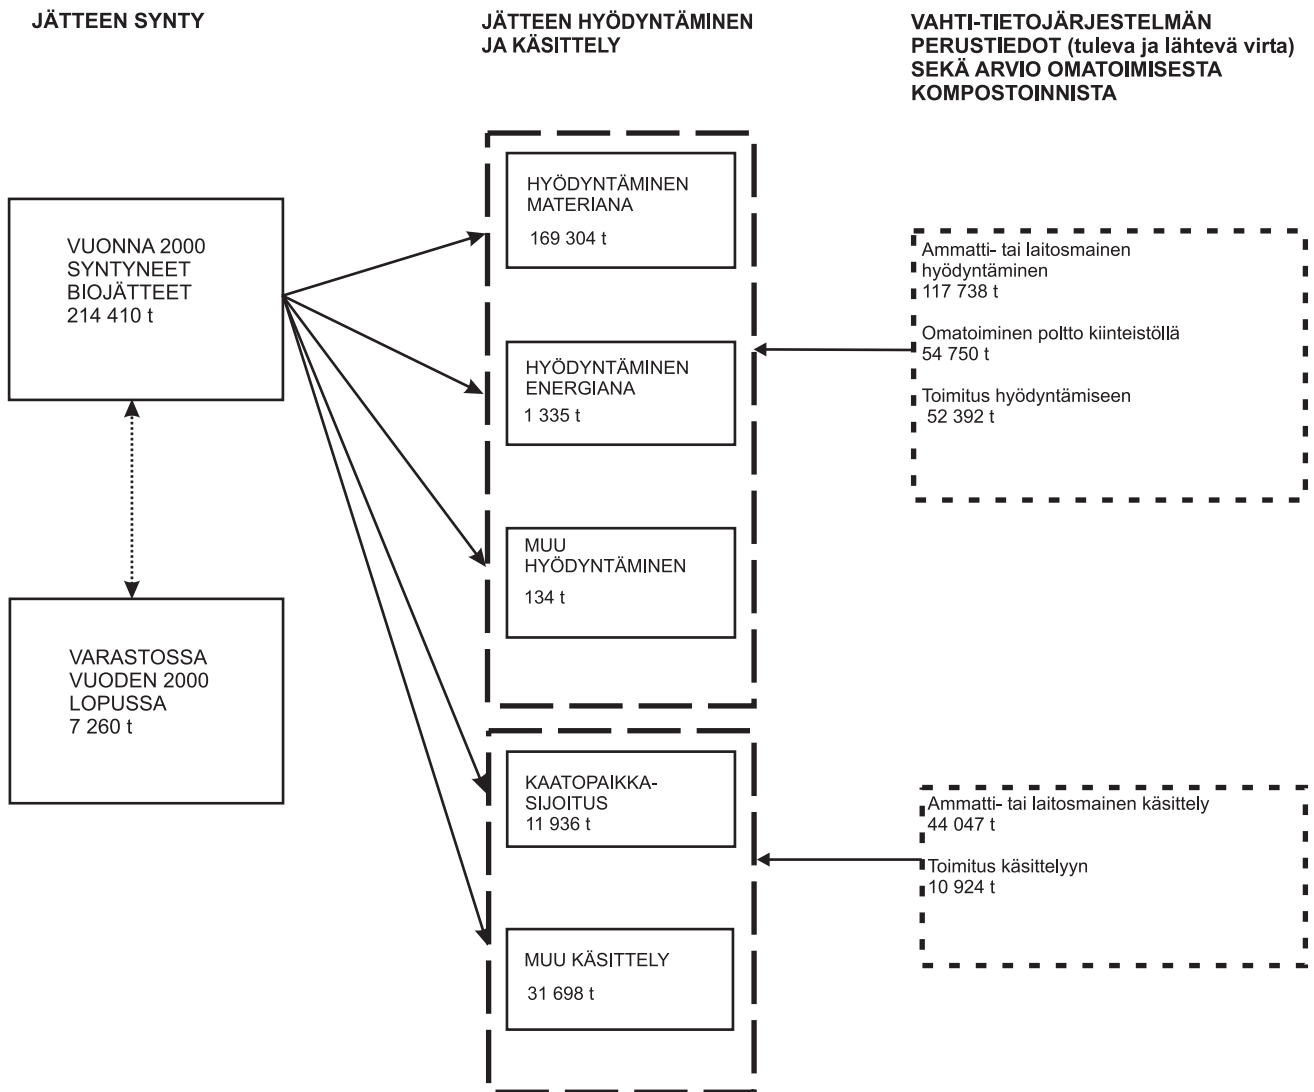 JÄTTEEN SYNTY
JÄTTEEN HYÖDYNTÄMINEN
JA KÄSITTELY
VAHTI-TIETOJÄRJESTELMÄN
PERUSTIEDOT (tuleva ja lähtevä virta)
SEKÄ ARVIO OMATOIMISESTA
KOMPOSTOINNISTA
VUONNA 2000
SYNTYNEET
BIOJÄTTEET
214 410 t
VARASTOSSA
VUODEN 2000
LOPUSSA
7 260 t
HYÖDYNTÄMINEN
MATERIANA
169 304 t
HYÖDYNTÄMINEN
ENERGIANA
1 335 t
MUU
HYÖDYNTÄMINEN
134 t
KAATOPAIKKA-
SIJOITUS
11 936 t
MUU KÄSITTELY
31 698 t
Ammatti- tai laitosmainen
hyödyntäminen
117 738 t
Omatoiminen poltto kiinteistöllä
54 750 t
Toimitus hyödyntämiseen
52 392 t
Ammatti- tai laitosmainen käsittely
44 047 t
Toimitus käsittelyyn
10 924 t